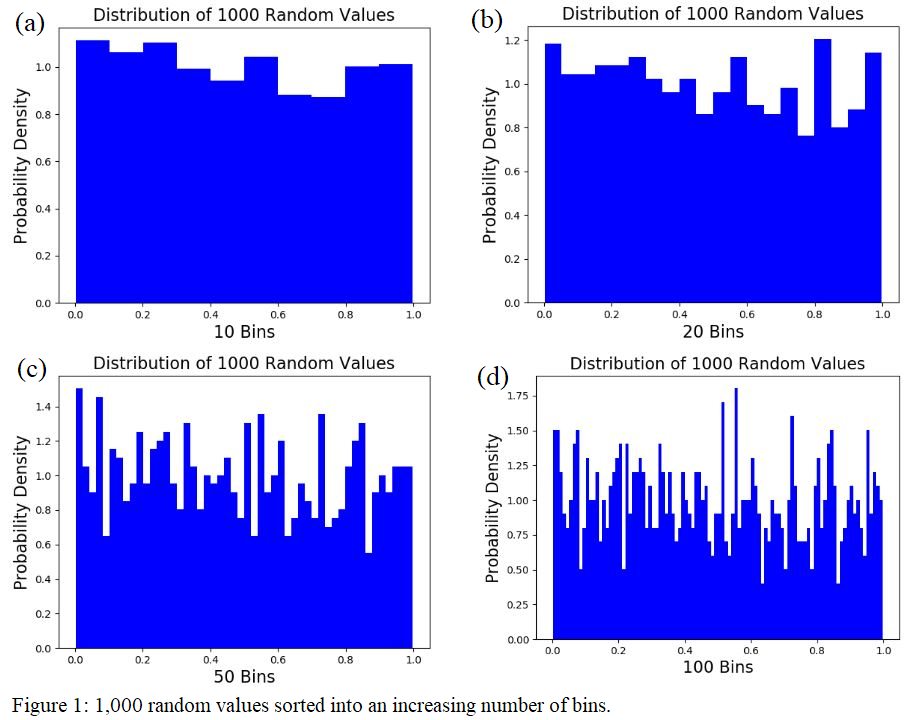 (a)
Distribution of 1000 Random Values
Probability Density
1.0
0.8
0.6
0.4
0.2
0.0
0.0 0.2 0.4 0.6 0.8 1.0
10 Bins
(b)
Distribution of 1000 Random Values
Probability Density
1.2
1.0
0.8
0.6
0.4
0.2
0.0
0.0 0.2 0.4 0.6 0.8 1.0
20 Bins
(c)
Distribution of 1000 Random Values
Probability Density
1.4
1.2
1.0
0.8
0.6
0.4
0.2
0.0
0.0 0.2 0.4 0.6 0.8 1.0
50 Bins
(d)
Distribution of 1000 Random Values
Probability Density
1.75
1.50
1.25
1.00
0.75
0.50
0.25
0.00
0.0 0.2 0.4 0.6 0.8 1.0
100 Bins
Figure 1: 1,000 random values sorted into an increasing number of bins.